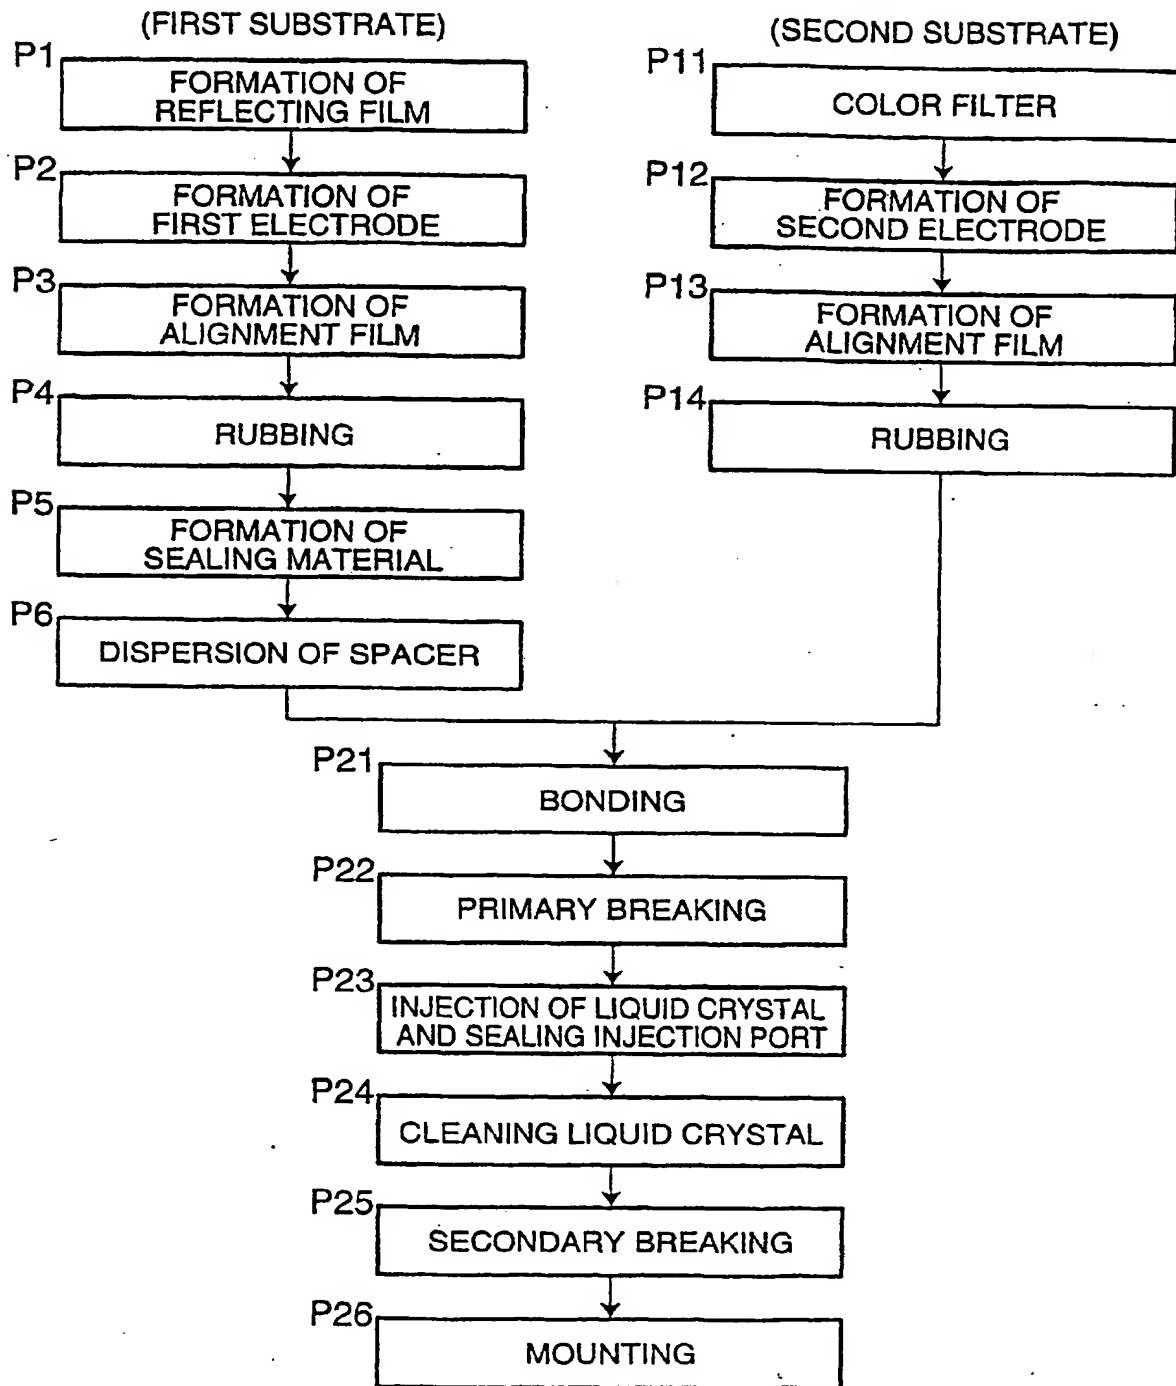 (FIRST SUBSTRATE)
P1
FORMATION OF
REFLECTING FILM
P2
FORMATION OF
FIRST ELECTRODE
P3
FORMATION OF
ALIGNMENT FILM
P4
RUBBING
P5
FORMATION OF
SEALING MATERIAL
P6
DISPERSION OF SPACER
(SECOND SUBSTRATE)
P11
COLOR FILTER
P12
FORMATION OF
SECOND ELECTRODE
P13
FORMATION OF
ALIGNMENT FILM
P14
RUBBING
P21
BONDING
P22
PRIMARY BREAKING
P23
INJECTION OF LIQUID CRYSTAL
AND SEALING INJECTION PORT
P24
CLEANING LIQUID CRYSTAL
P25
SECONDARY BREAKING
P26
MOUNTING